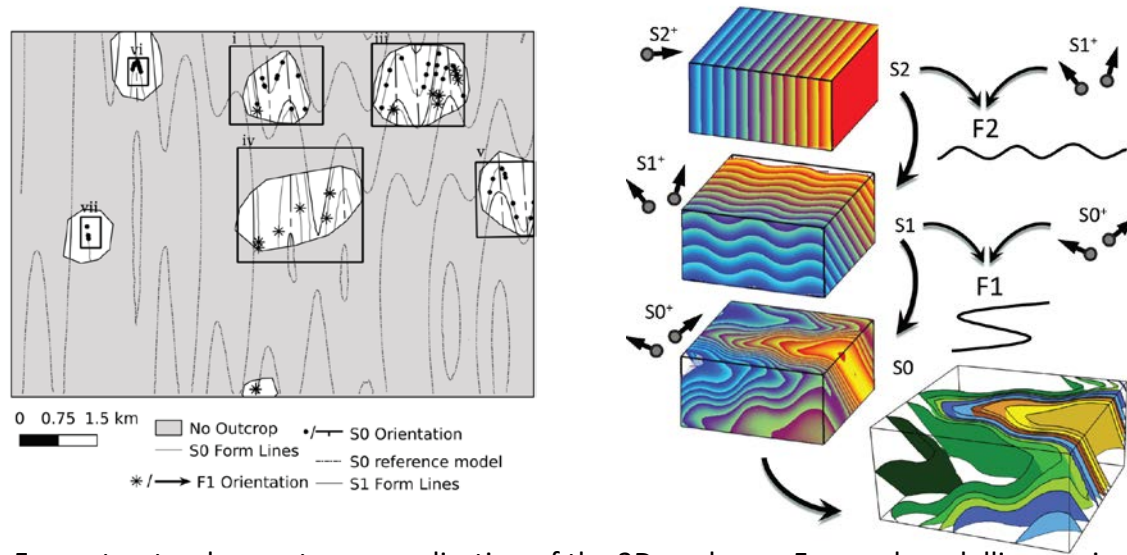 i
iii
vi
iv
v
vii
0 0.75 1.5 km
No Outcrop
S0 Form Lines
S0 Orientation
S0 reference model
F1 Orientation
S1 Form Lines
S2⁺
S2
S1⁺
F2
S1⁺
S1
S0⁺
F1
S0⁺
S0